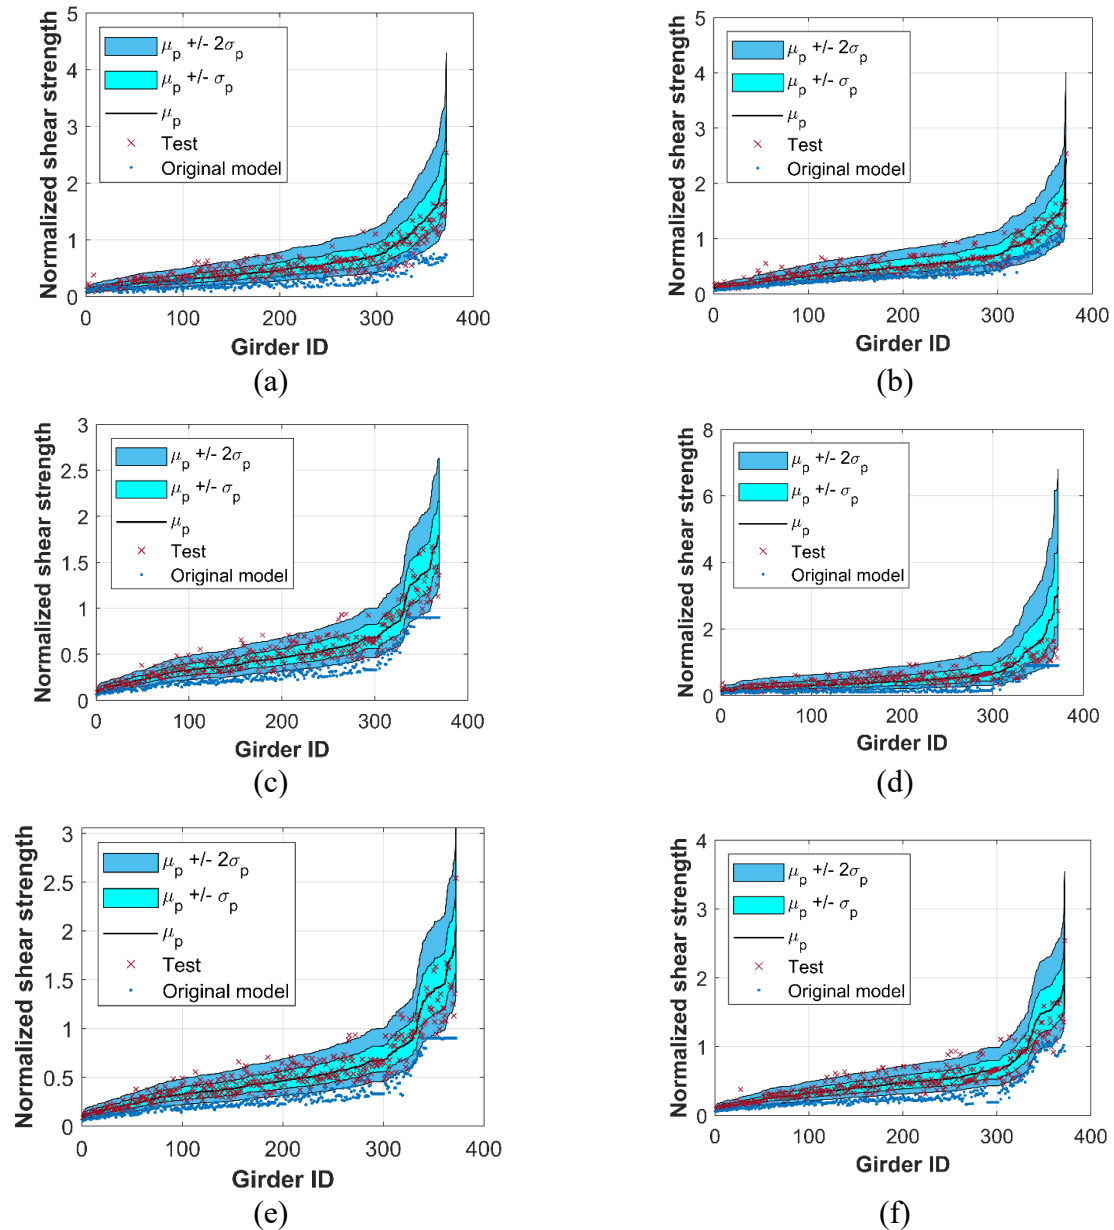 5
4
3
2
1
0
Normalized shear strength
μp +/- 2σp
μp +/- σp
μp
Test
Original model
0 100 200 300 400
Girder ID
(a)
5
4
3
2
1
0
Normalized shear strength
μp +/- 2σp
μp +/- σp
μp
Test
Original model
0 100 200 300 400
Girder ID
(b)
3
2.5
2
1.5
1
0.5
0
Normalized shear strength
μp +/- 2σp
μp +/- σp
μp
Test
Original model
0 100 200 300 400
Girder ID
(c)
8
6
4
2
0
Normalized shear strength
μp +/- 2σp
μp +/- σp
μp
Test
Original model
0 100 200 300 400
Girder ID
(d)
3
2.5
2
1.5
1
0.5
0
Normalized shear strength
μp +/- 2σp
μp +/- σp
μp
Test
Original model
0 100 200 300 400
Girder ID
(e)
4
3
2
1
0
Normalized shear strength
μp +/- 2σp
μp +/- σp
μp
Test
Original model
0 100 200 300 400
Girder ID
(f)